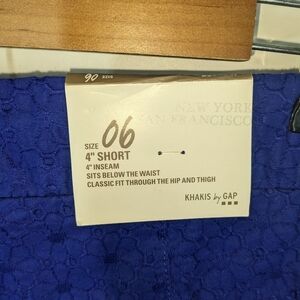 NEW YORK
SAN FRANCISCO
SIZE 06
4" SHORT
4" INSEAM
SITS BELOW THE WAIST
CLASSIC FIT THROUGH THE HIP AND THIGH
KHAKIS by GAP